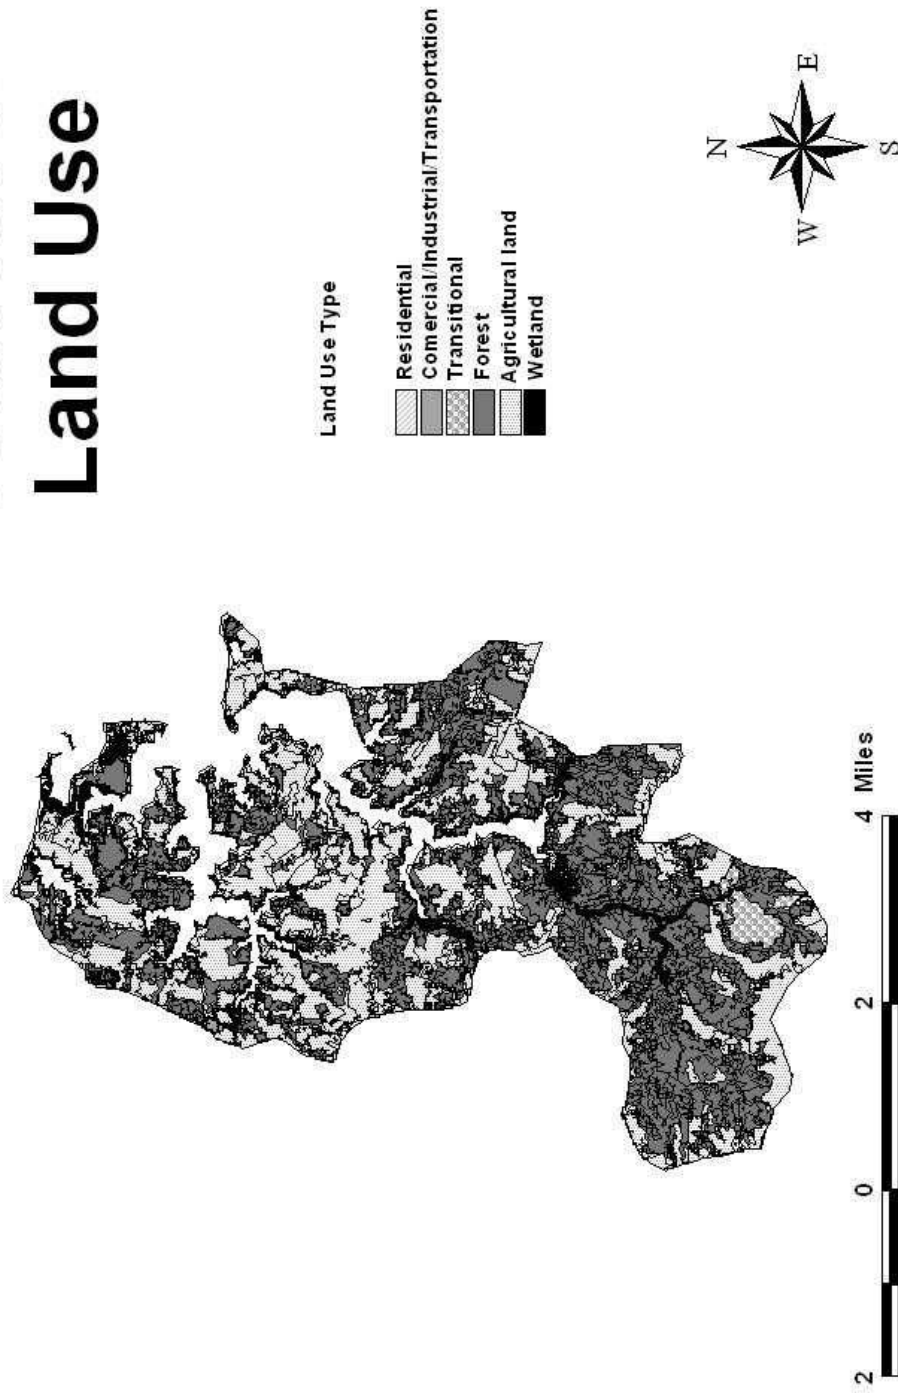 Land Use
Land Use Type
Residential
Comercial/Industrial/Transportation
Transitional
Forest
Agricultural land
Wetland
N
W E
S
2 0 2 4 Miles